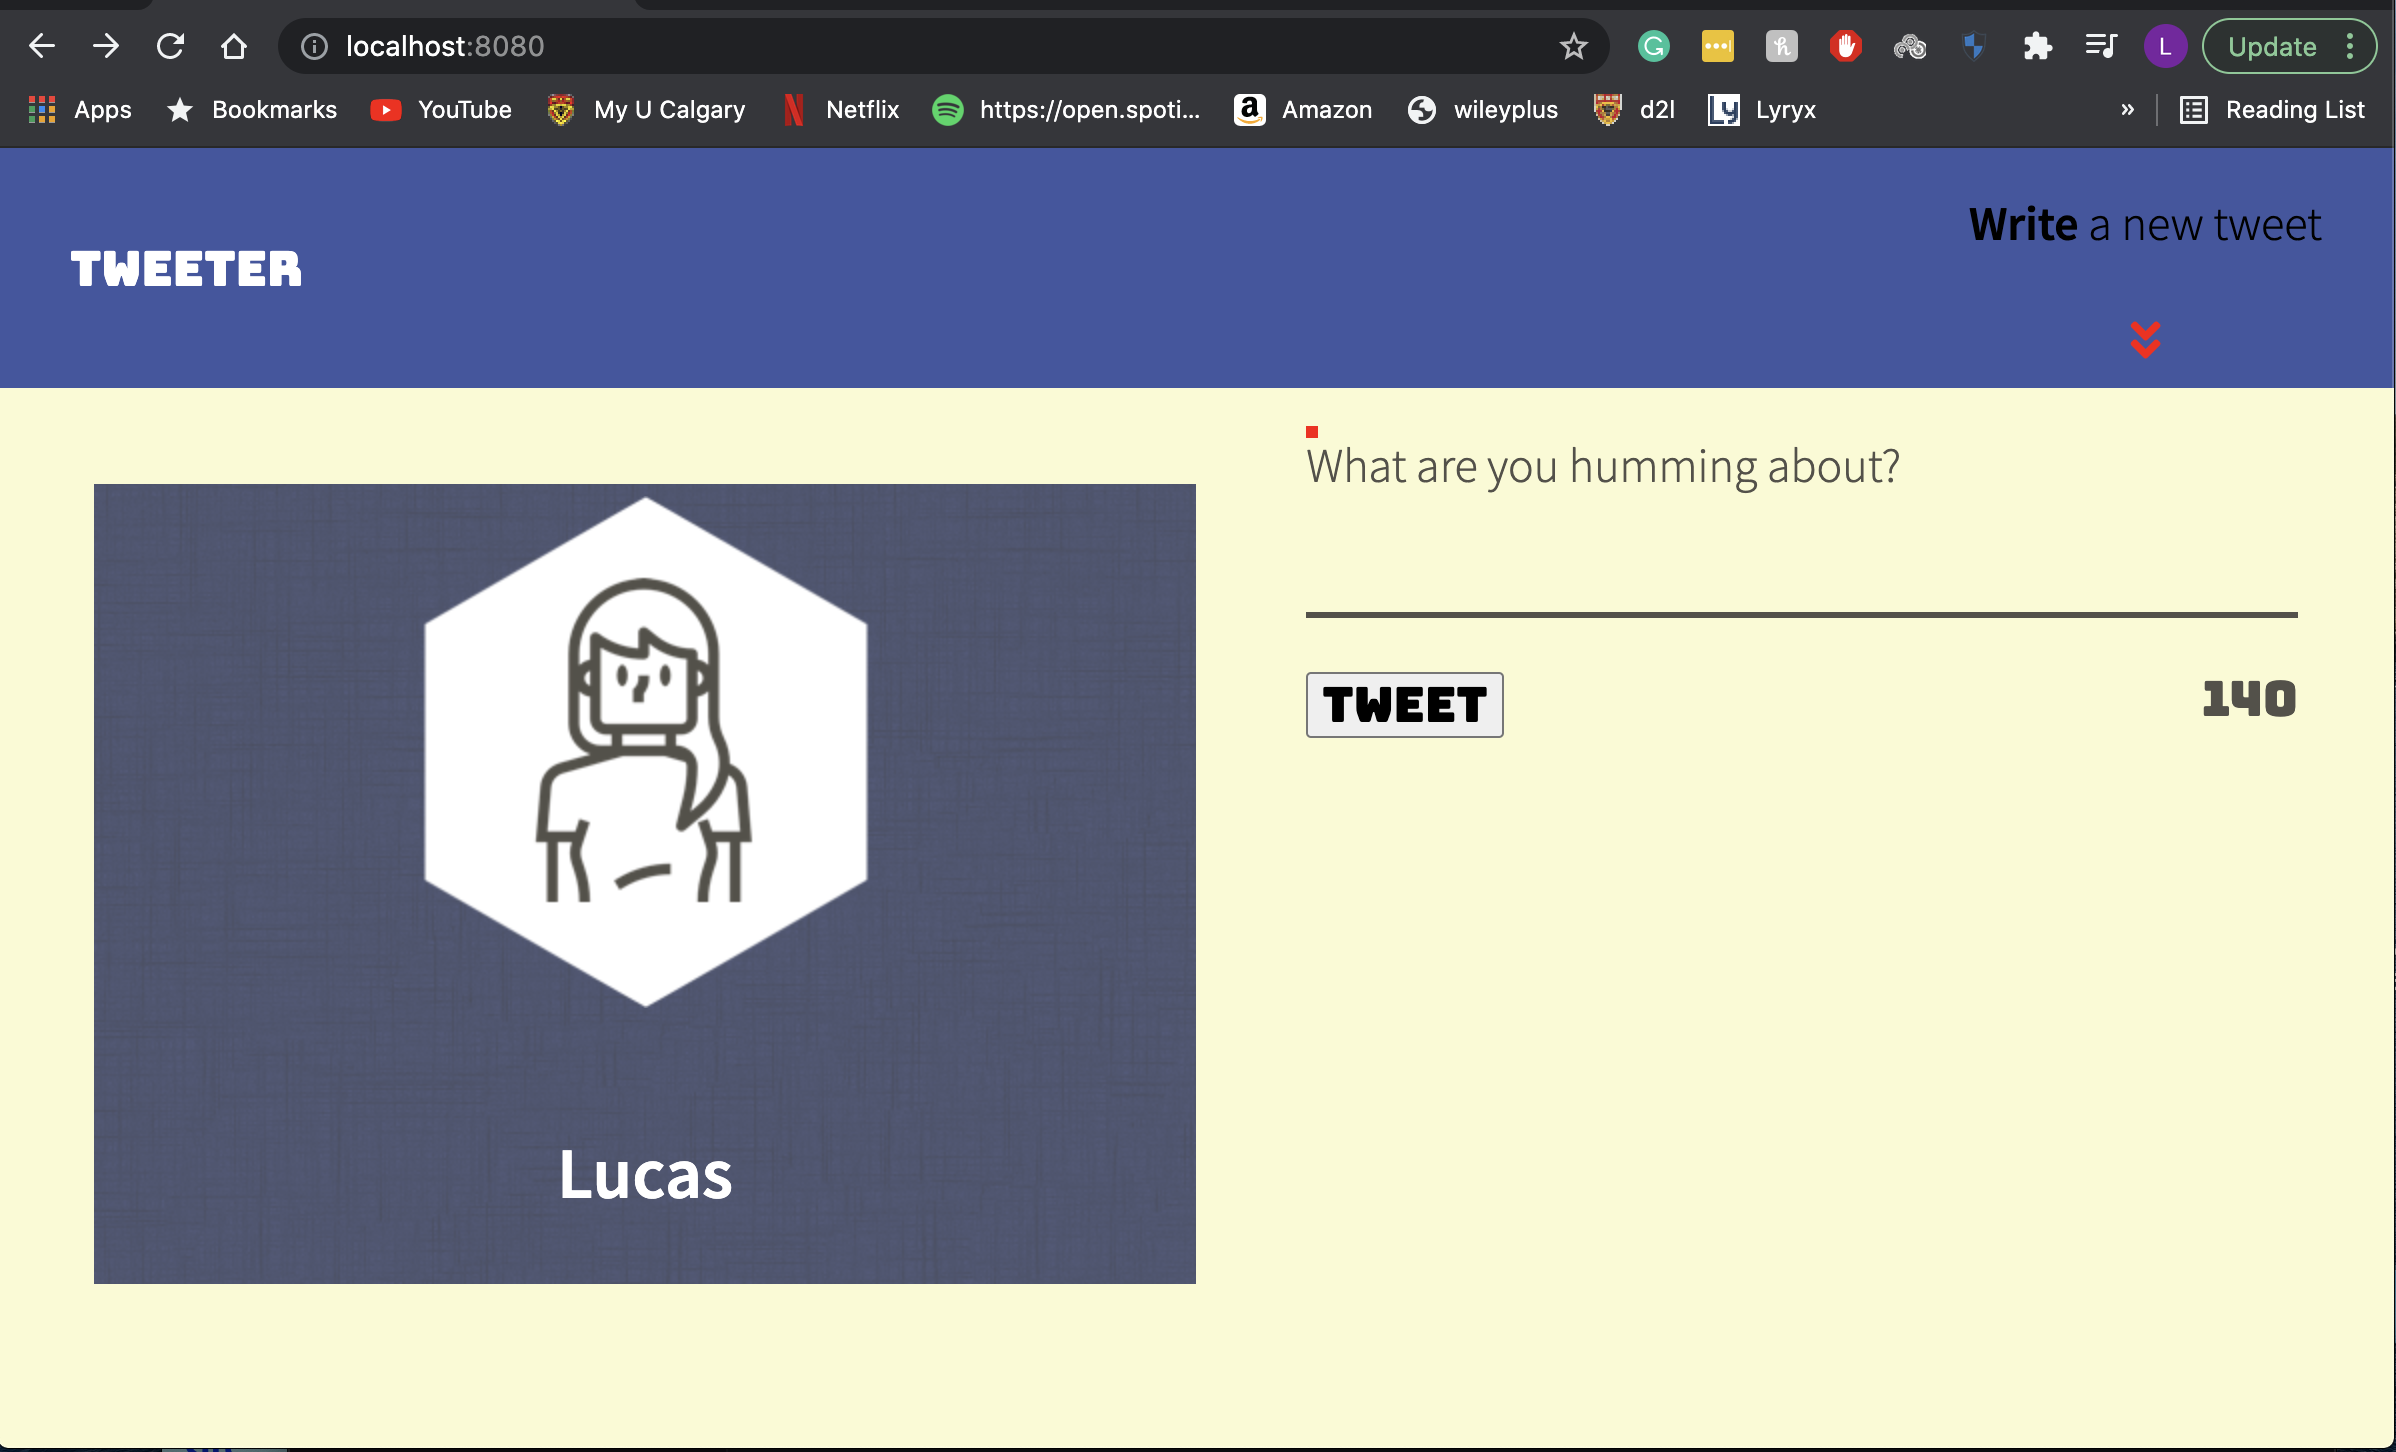 localhost:8080
L
Update
Apps
Bookmarks
YouTube
My U Calgary
Netflix
https://open.spoti...
a
Amazon
wileyplus
d2l
Ly
Lyryx
»
Reading List
TWEETER
Write a new tweet
What are you humming about?
TWEET
140
Lucas